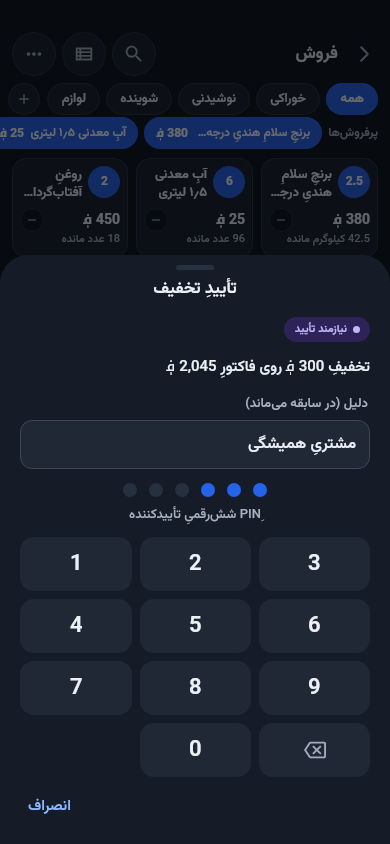 فروش
همه
خوراکی
نوشیدنی
شوینده
لوازم
پرفروش‌ها
برنجِ سلامِ هندیِ درجه… 380 ؋
آبِ معدنی ۱٫۵ لیتری 25 ؋
2.5
برنجِ سلامِ
هندیِ درج…
380 ؋
42.5 کیلوگرم مانده
6
آبِ معدنی
۱٫۵ لیتری
25 ؋
96 عدد مانده
2
روغنِ
آفتاب‌گردا…
450 ؋
18 عدد مانده
تأییدِ تخفیف
نیازمند تأیید
تخفیفِ 300 ؋ روی فاکتورِ 2,045 ؋
دلیل (در سابقه می‌ماند)
مشتریِ همیشگی
PINِ شش‌رقمیِ تأییدکننده
1 2 3
4 5 6
7 8 9
0
انصراف